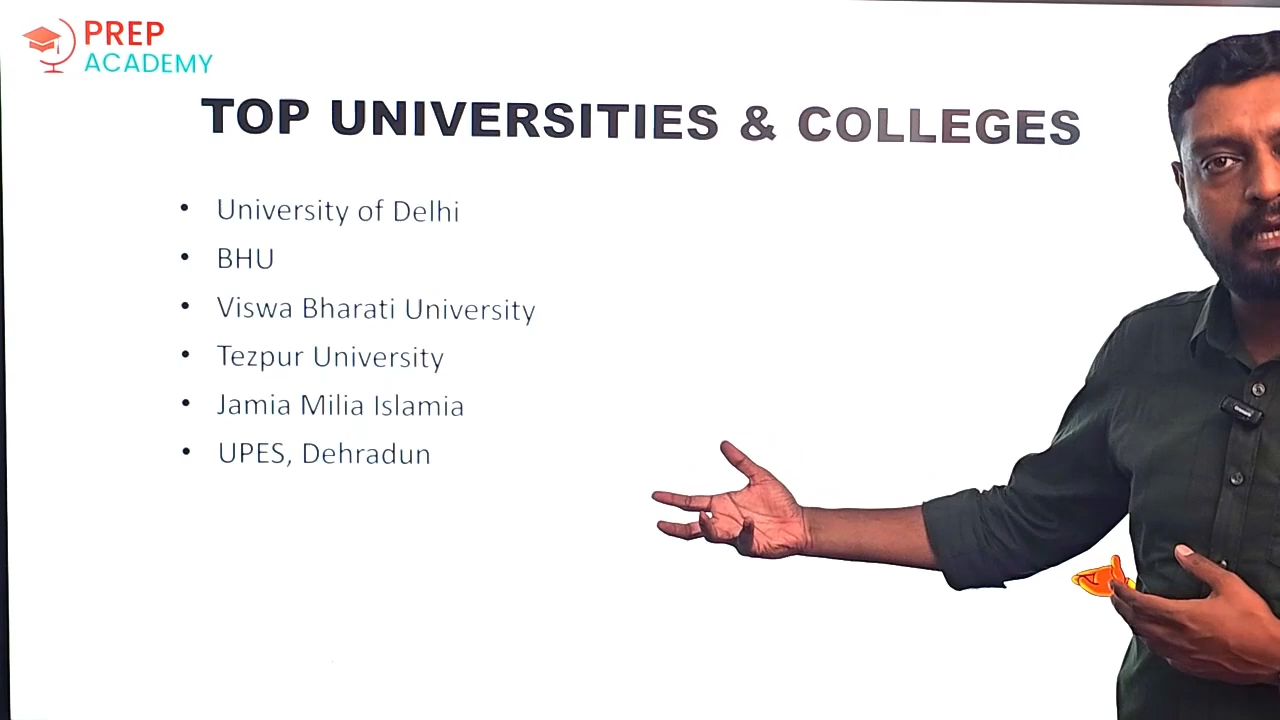 PREP
ACADEMY
TOP UNIVERSITIES & COLLEGES
• University of Delhi
• BHU
• Viswa Bharati University
• Tezpur University
• Jamia Milia Islamia
• UPES, Dehradun